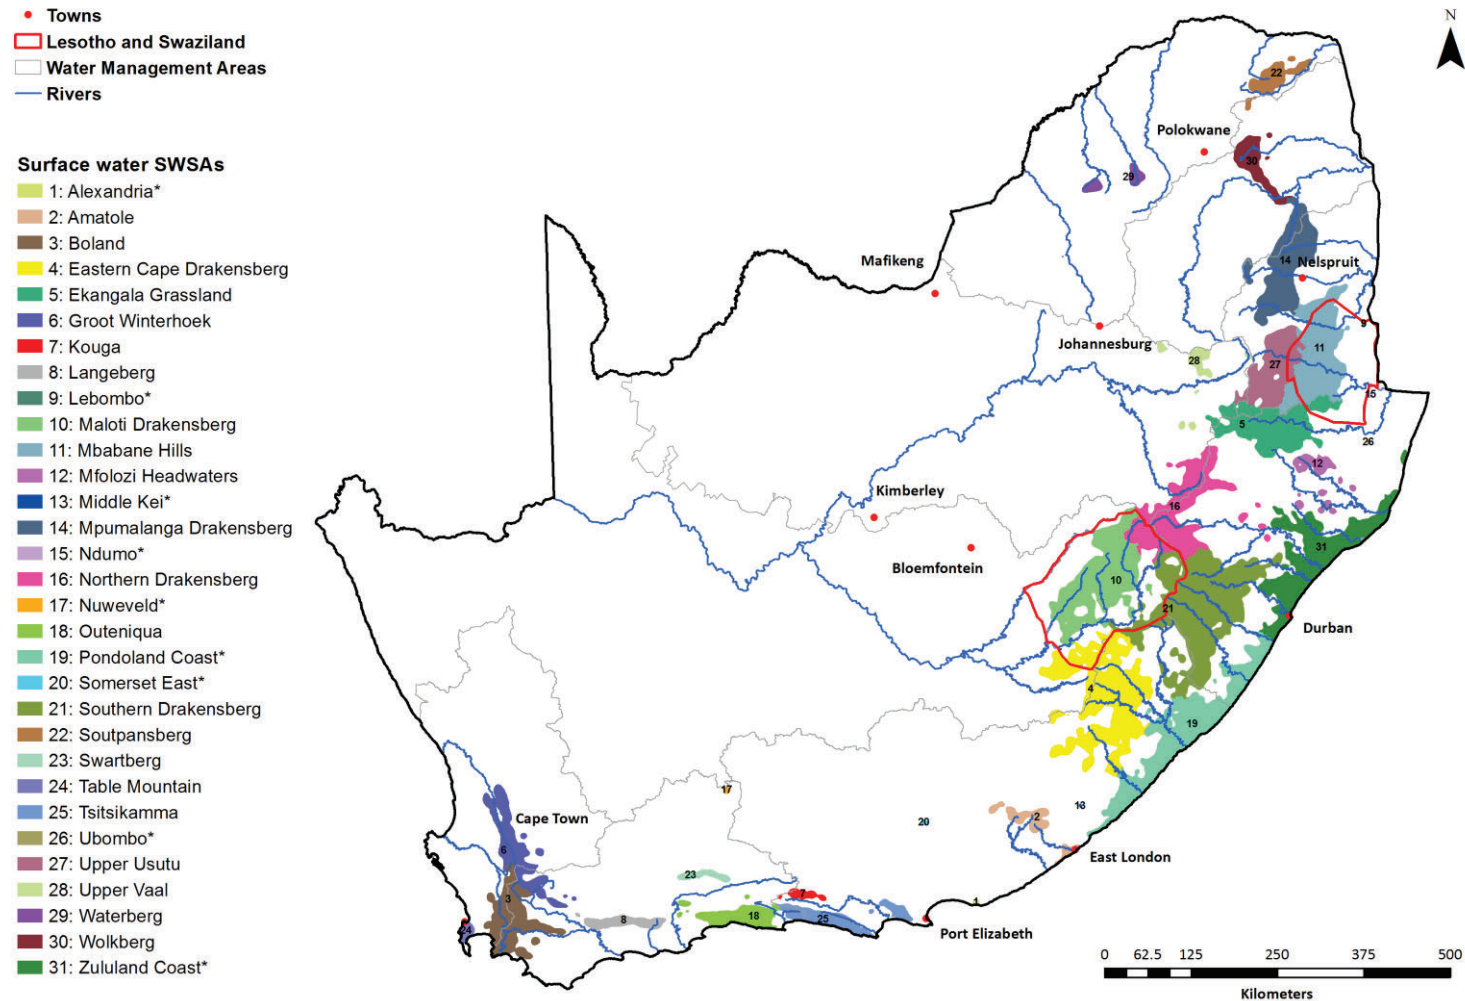 Towns
Lesotho and Swaziland
Water Management Areas
Rivers
Surface water SWSAs
1: Alexandria*
2: Amatole
3: Boland
4: Eastern Cape Drakensberg
5: Ekangala Grassland
6: Groot Winterhoek
7: Kouga
8: Langeberg
9: Lebombo*
10: Maloti Drakensberg
11: Mbabane Hills
12: Mfolozi Headwaters
13: Middle Kei*
14: Mpumalanga Drakensberg
15: Ndumo*
16: Northern Drakensberg
17: Nuweveld*
18: Outeniqua
19: Pondoland Coast*
20: Somerset East*
21: Southern Drakensberg
22: Soutpansberg
23: Swartberg
24: Table Mountain
25: Tsitsikamma
26: Ubombo*
27: Upper Usutu
28: Upper Vaal
29: Waterberg
30: Wolkberg
31: Zululand Coast*
N
22
Polokwane
30
29
Mafikeng
14
Nelspruit
9
Johannesburg
11
28
27
15
5
26
12
Kimberley
16
31
Bloemfontein
10
21
Durban
4
19
17
Cape Town
20
13
2
6
East London
23
7
3
1
8
18
25
24
Port Elizabeth
0 62.5 125 250 375 500
Kilometers